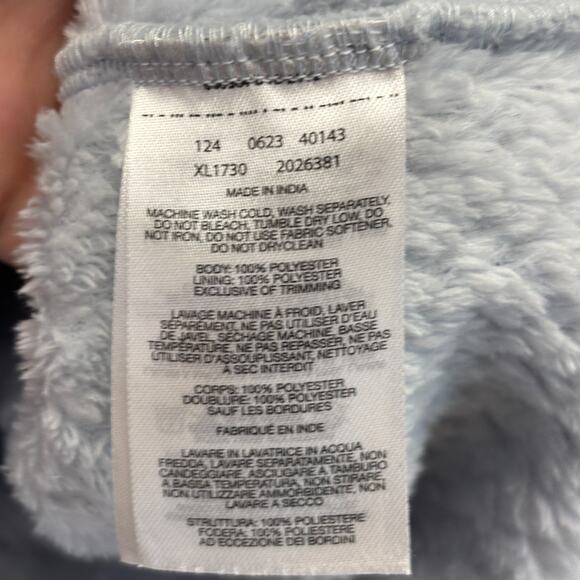 124 0623 40143
XL1730 2026381
MADE IN INDIA
MACHINE WASH COLD, WASH SEPARATELY,
DO NOT BLEACH, TUMBLE DRY LOW, DO
NOT IRON, DO NOT USE FABRIC SOFTENER,
DO NOT DRYCLEAN
BODY: 100% POLYESTER
LINING: 100% POLYESTER
EXCLUSIVE OF TRIMMING
LAVAGE MACHINE À FROID, LAVER
SÉPAREMENT, NE PAS UTILISER D'EAU
DE JAVEL, SÉCHAGE MACHINE, BASSE
TEMPÉRATURE, NE PAS REPASSER, NE PAS
UTILISER D'ASSOUPLISSANT, NETTOYAGE
A SEC INTERDIT
CORPS: 100% POLYESTER
DOUBLURE: 100% POLYESTER
SAUF LES BORDURES
FABRIQUÉ EN INDE
LAVARE IN LAVATRICE IN ACQUA
FREDDA, LAVARE SEPARATAMENTE, NON
CANDEGGIARE, ASCIUGARE A TAMBURO
A BASSA TEMPERATURA, NON STIRARE,
NON UTILIZZARE AMMORBIDENTE, NON
LAVARE A SECCO
STRUTTURA: 100% POLIESTERE
FODERA: 100% POLIESTERE
AD ECCEZIONE DEI BORDINI